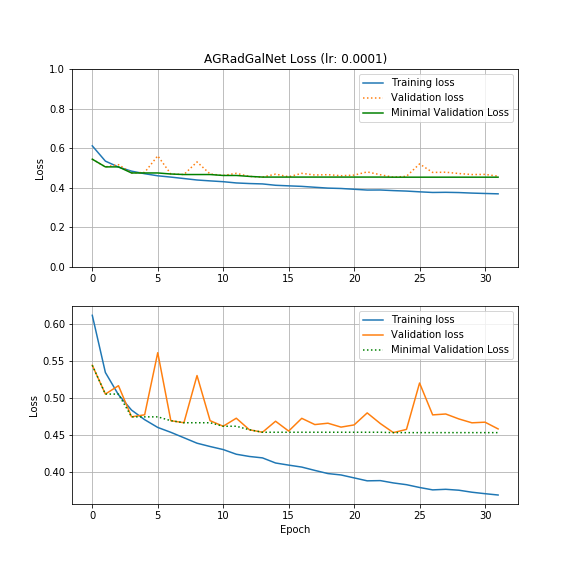 AGRadGalNet Loss (lr: 0.0001)
1.0
0.8
0.6
0.4
0.2
0.0
Loss
Training loss
Validation loss
Minimal Validation Loss
0 5 10 15 20 25 30
0.60
0.55
0.50
0.45
0.40
Loss
Training loss
Validation loss
Minimal Validation Loss
0 5 10 15 20 25 30
Epoch